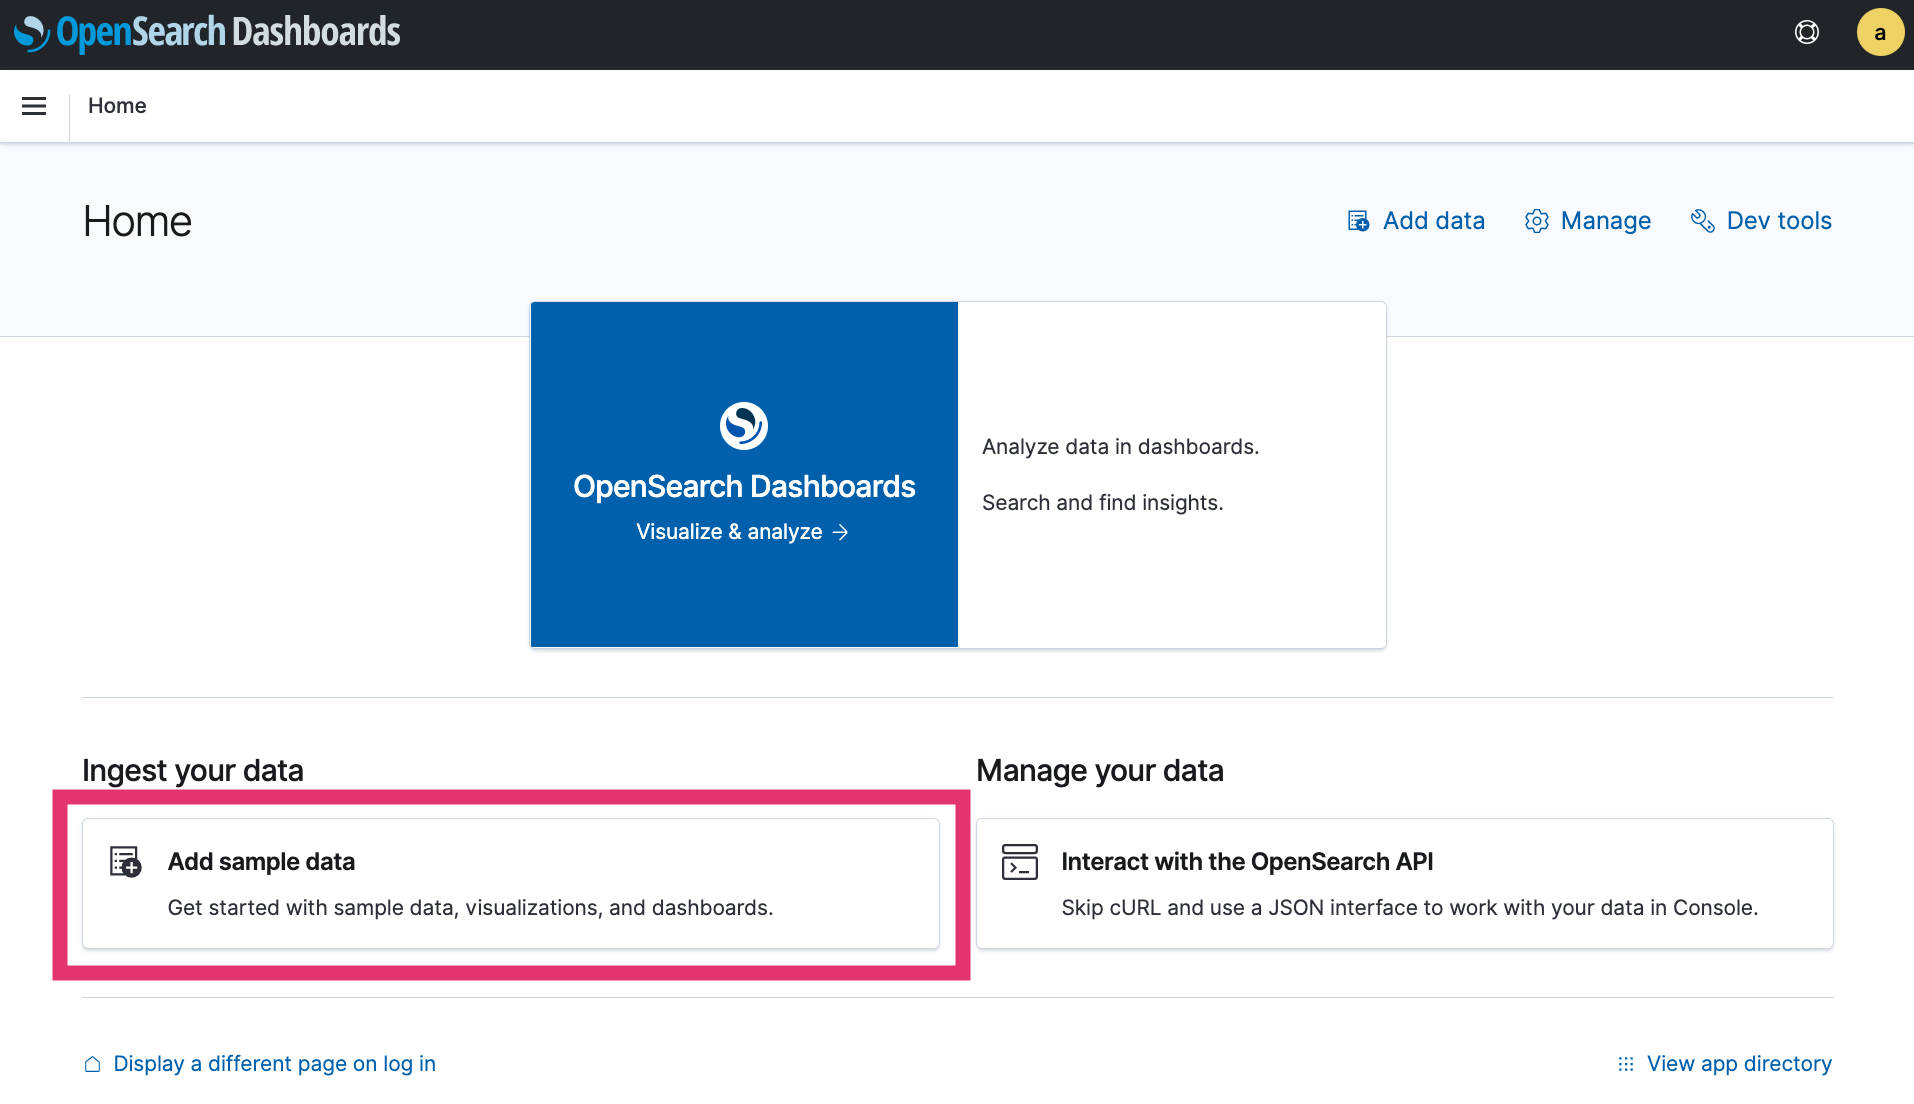 OpenSearch Dashboards
a
Home
Home
Add data
Manage
Dev tools
OpenSearch Dashboards
Visualize & analyze →
Analyze data in dashboards.
Search and find insights.
Ingest your data
Add sample data
Get started with sample data, visualizations, and dashboards.
Manage your data
Interact with the OpenSearch API
Skip cURL and use a JSON interface to work with your data in Console.
Display a different page on log in
View app directory